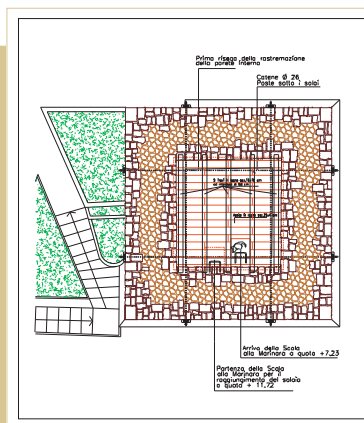 Prima risega della rastremazione
della parete interna
Catene Ø 26
Poste sotto i solai
Arrivo della Scala
alla Marinara a quota +7,23
Partenza della Scala
alla Marinara per il
raggiungimento del solaio
a quota + 11,72